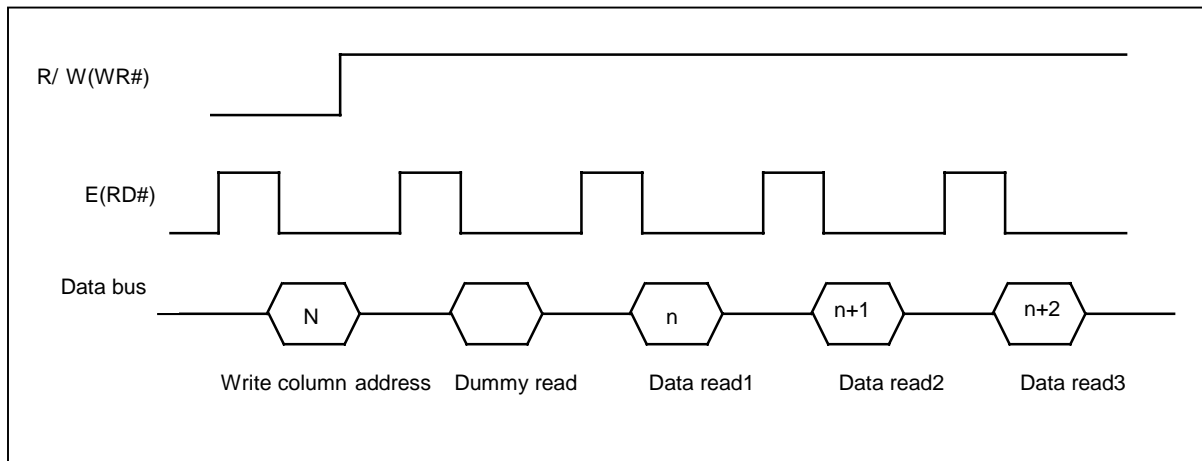 R/ W(WR#)
E(RD#)
Data bus
N
n
n+1
n+2
Write column address Dummy read Data read1 Data read2 Data read3